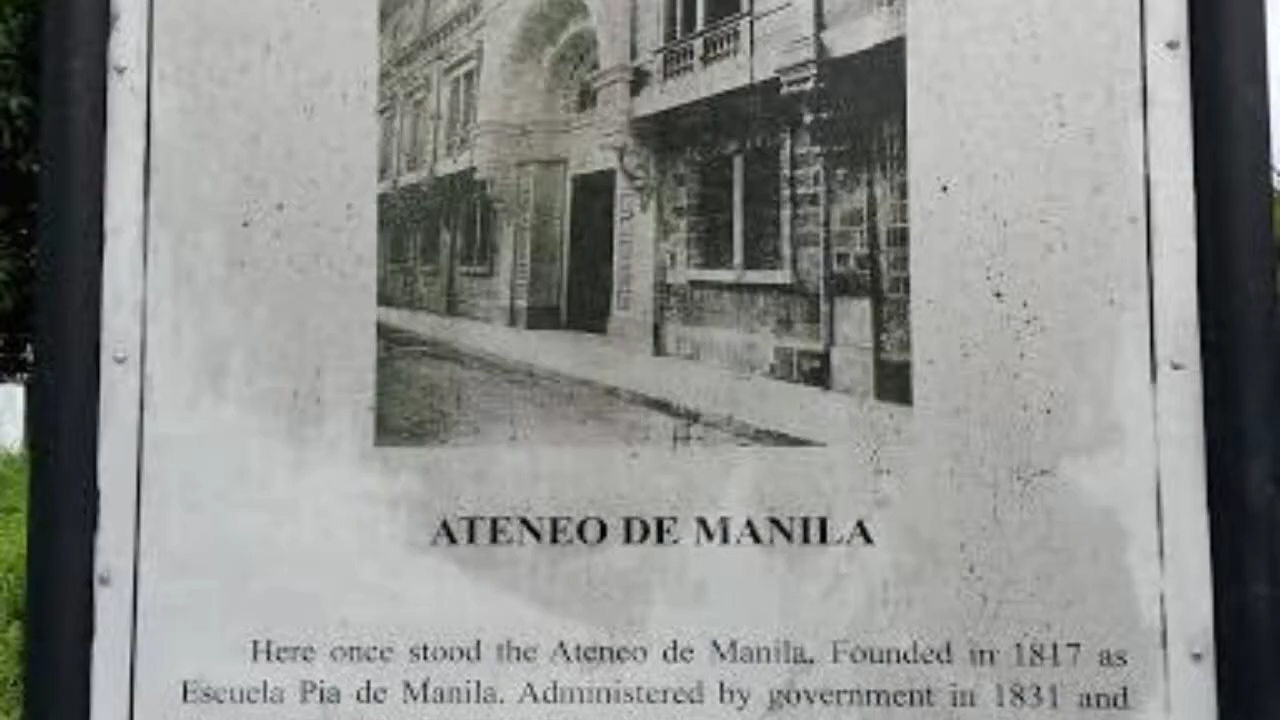 ATENEO DE MANILA
Here once stood the Ateneo de Manila. Founded in 1817 as
Escuela Pia de Manila. Administered by government in 1831 and